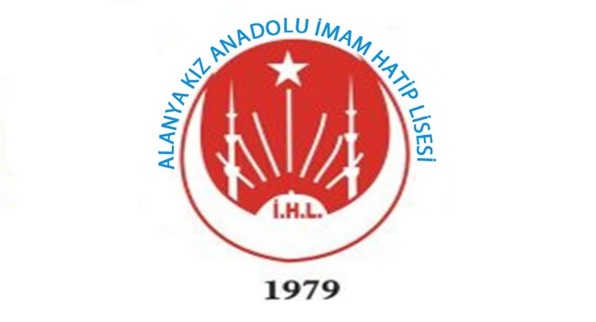 ALANYA KIZ ANADOLU İMAM HATİP LİSESİ
İ.H.L.
1979